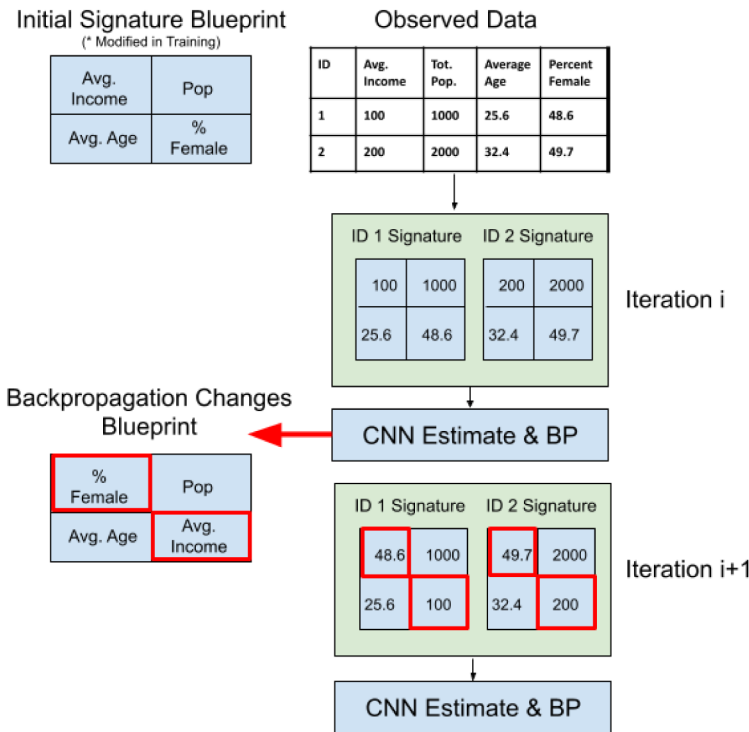 Initial Signature Blueprint
(* Modified in Training)
Avg. Income Pop
Avg. Age % Female
Observed Data
ID Avg. Income Tot. Pop. Average Age Percent Female
1 100 1000 25.6 48.6
2 200 2000 32.4 49.7
ID 1 Signature ID 2 Signature
100 1000 200 2000
25.6 48.6 32.4 49.7
Iteration i
CNN Estimate & BP
Backpropagation Changes
Blueprint
% Female Pop
Avg. Age Avg. Income
ID 1 Signature ID 2 Signature
48.6 1000 49.7 2000
25.6 100 32.4 200
Iteration i+1
CNN Estimate & BP